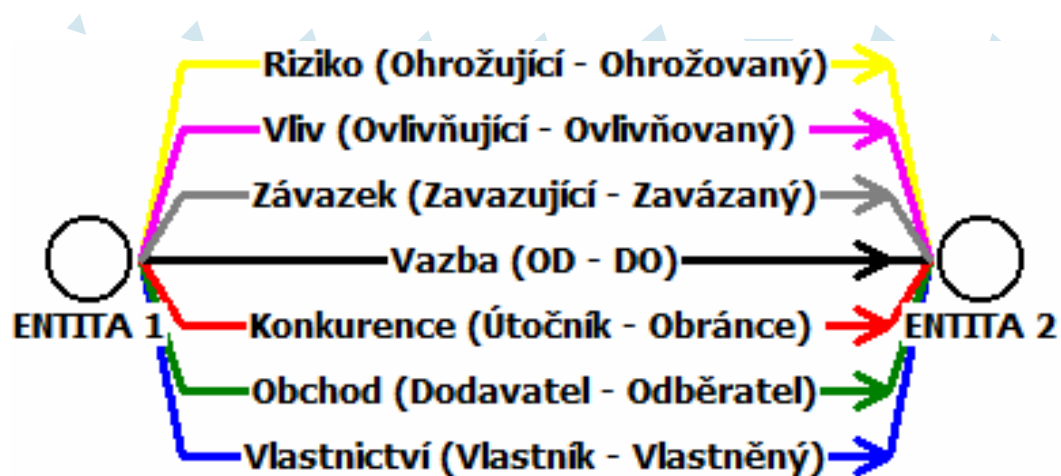 Riziko (Ohrožující - Ohrožovaný)
Vliv (Ovlivňující - Ovlivňovaný)
Závazek (Zavazující - Zavázaný)
Vazba (OD - DO)
ENTITA 1
Konkurence (Útočník - Obránce)
ENTITA 2
Obchod (Dodavatel - Odběratel)
Vlastnictví (Vlastník - Vlastněný)